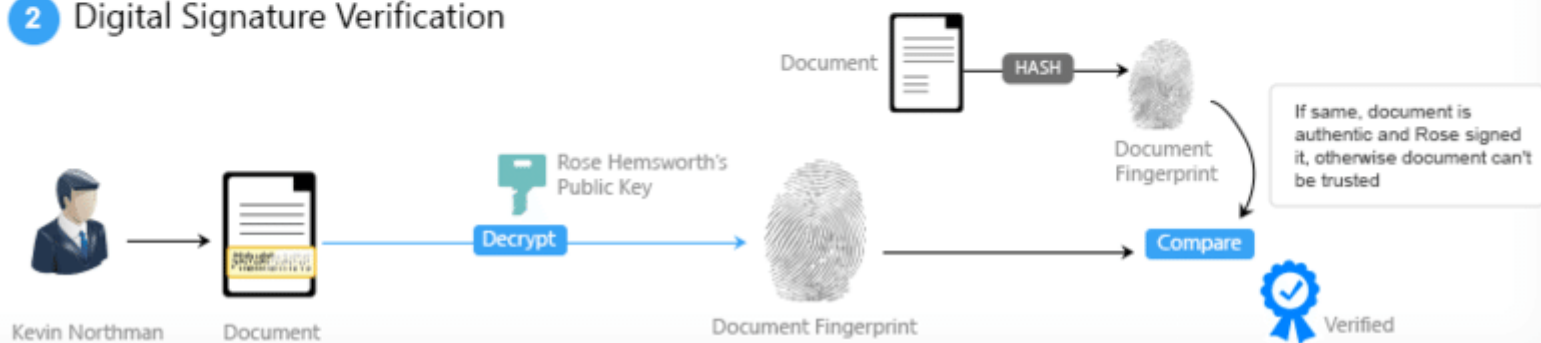 2 Digital Signature Verification
Document
HASH
Document
Fingerprint
If same, document is
authentic and Rose signed
it, otherwise document can't
be trusted
Rose Hemsworth's
Public Key
Decrypt
Compare
Kevin Northman
Document
Document Fingerprint
Verified